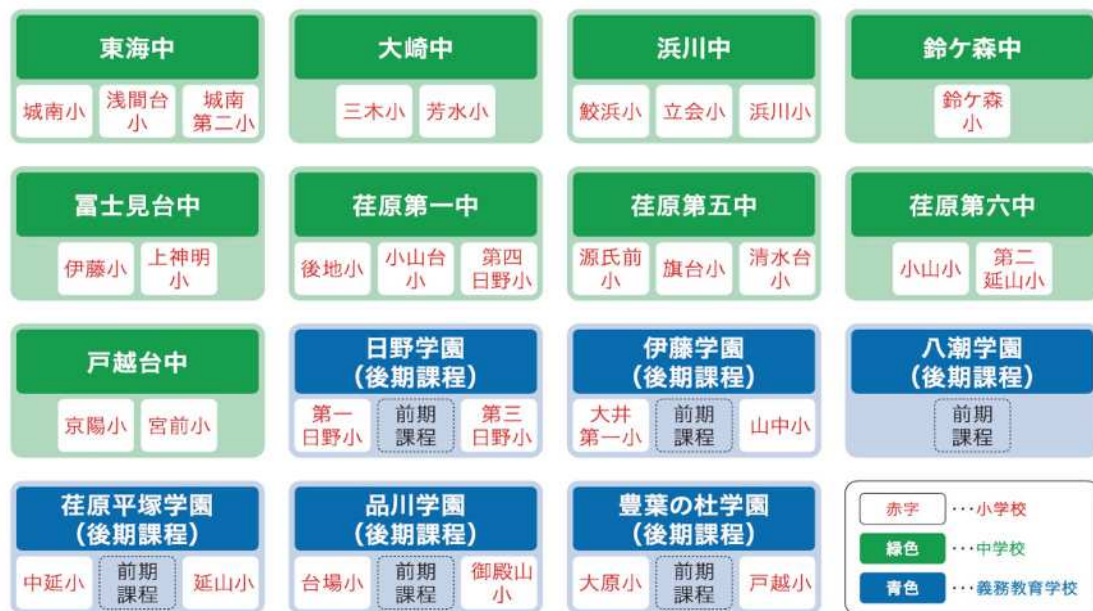 東海中
城南小
浅間台
小
城南
第二小
大崎中
三木小
芳水小
浜川中
鮫浜小
立会小
浜川小
鈴ケ森中
鈴ケ森
小
冨士見台中
伊藤小
上神明
小
荏原第一中
後地小
小山台
小
第四
日野小
荏原第五中
源氏前
小
旗台小
清水台
小
荏原第六中
小山小
第二
延山小
戸越台中
京陽小
宮前小
日野学園
(後期課程)
第一
日野小
前期
課程
第三
日野小
伊藤学園
(後期課程)
大井
第一小
前期
課程
山中小
八潮学園
(後期課程)
前期
課程
荏原平塚学園
(後期課程)
中延小
前期
課程
延山小
品川学園
(後期課程)
台場小
前期
課程
御殿山
小
豊葉の杜学園
(後期課程)
大原小
前期
課程
戸越小
赤字 ･･･小学校
緑色 ･･･中学校
青色 ･･･義務教育学校